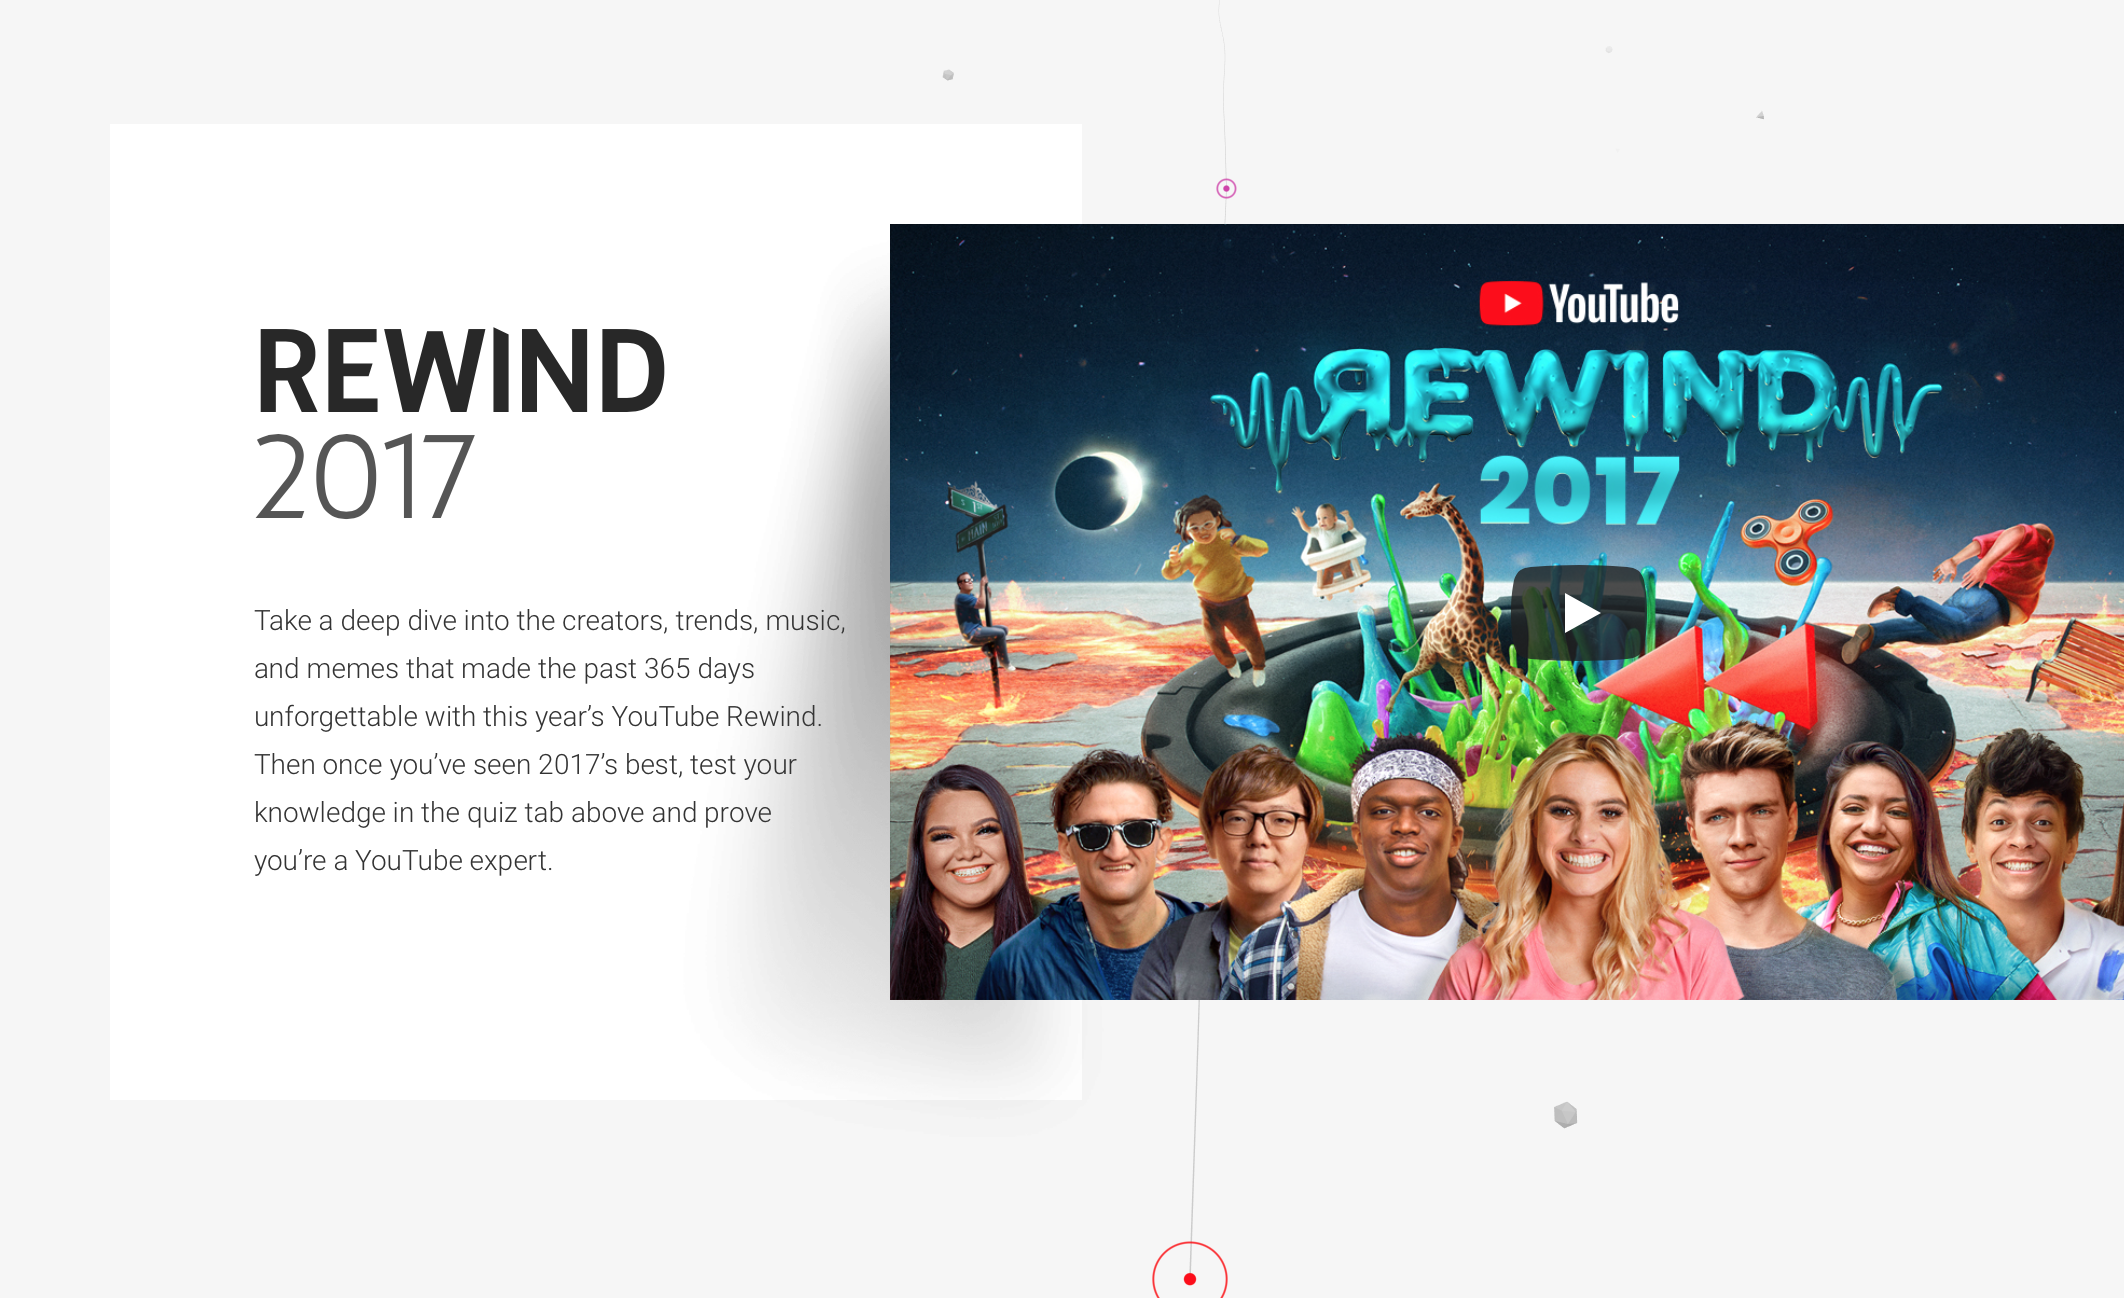 REWIND
2017
Take a deep dive into the creators, trends, music,
and memes that made the past 365 days
unforgettable with this year’s YouTube Rewind.
Then once you’ve seen 2017’s best, test your
knowledge in the quiz tab above and prove
you’re a YouTube expert.
YouTube
REWIND
2017
1st
MAIN